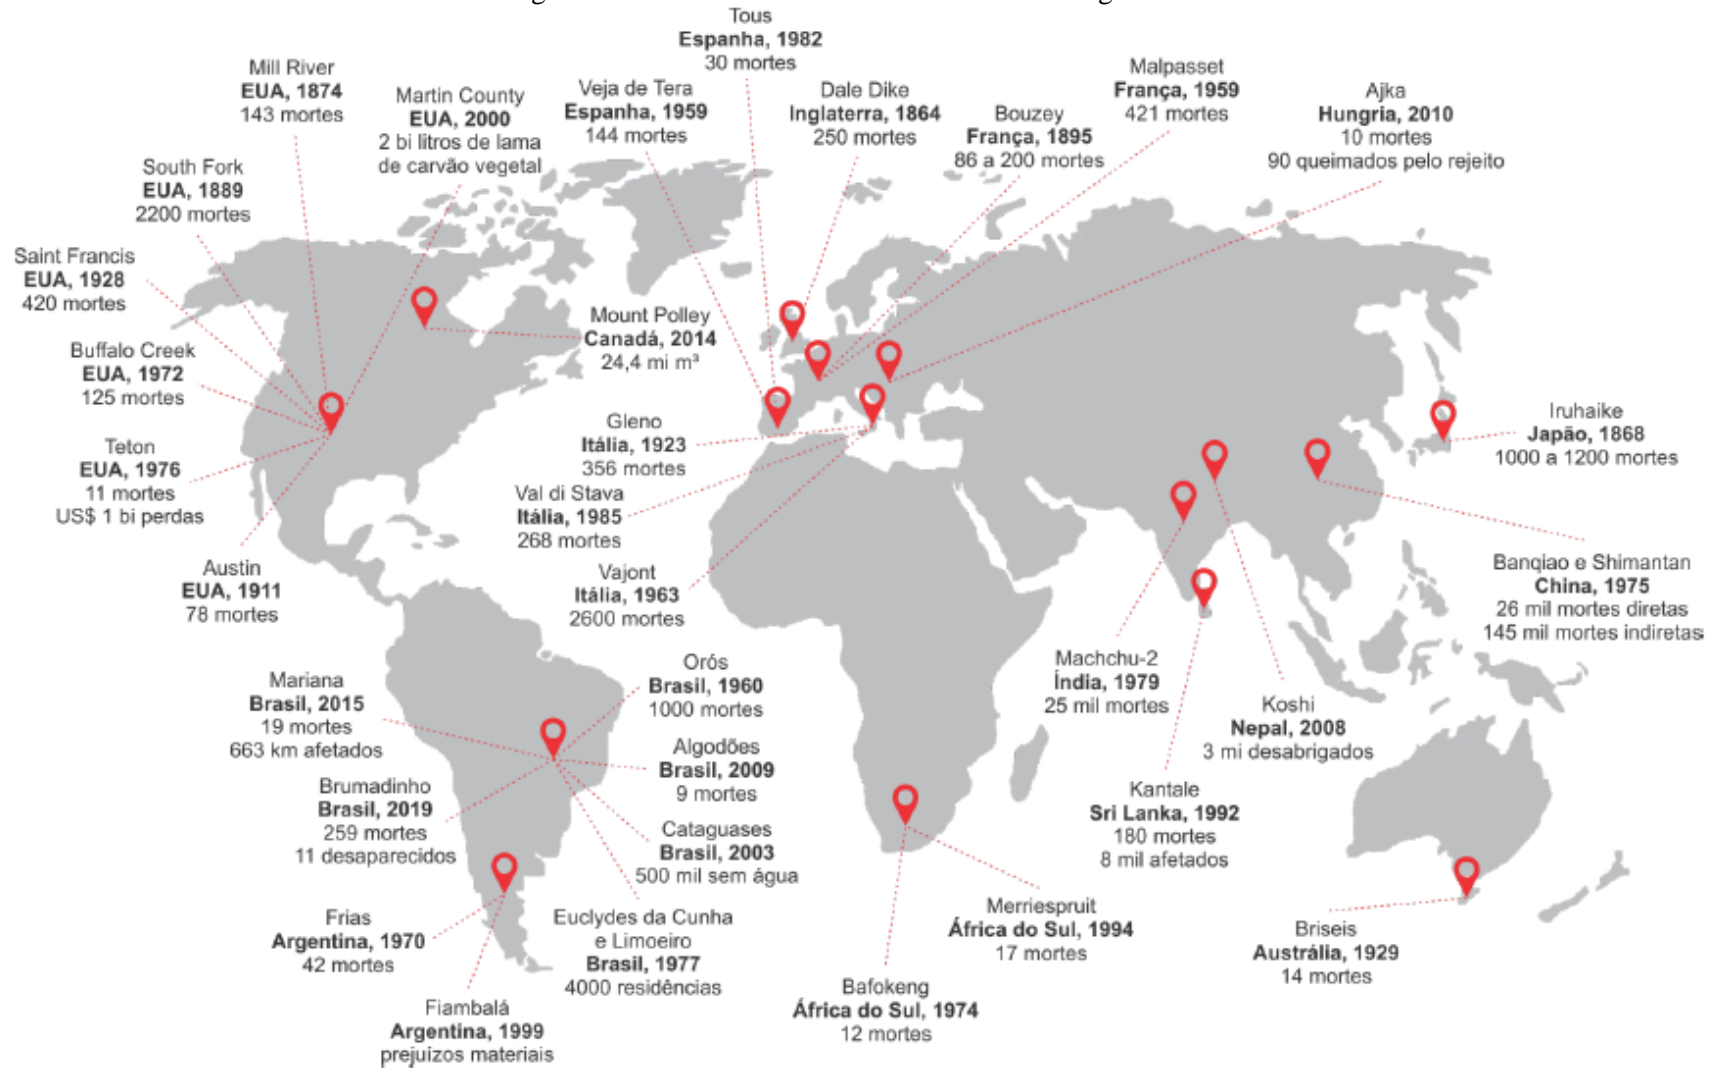 Tous
Espanha, 1982
30 mortes
Mill River
EUA, 1874
143 mortes
Martin County
EUA, 2000
2 bi litros de lama
de carvão vegetal
Veja de Tera
Espanha, 1959
144 mortes
Dale Dike
Inglaterra, 1864
250 mortes
Bouzey
França, 1895
86 a 200 mortes
Malpasset
França, 1959
421 mortes
Ajka
Hungria, 2010
10 mortes
90 queimados pelo rejeito
South Fork
EUA, 1889
2200 mortes
Saint Francis
EUA, 1928
420 mortes
Mount Polley
Canadá, 2014
24,4 mi m³
Buffalo Creek
EUA, 1972
125 mortes
Teton
EUA, 1976
11 mortes
US$ 1 bi perdas
Gleno
Itália, 1923
356 mortes
Val di Stava
Itália, 1985
268 mortes
Vajont
Itália, 1963
2600 mortes
Iruhaike
Japão, 1868
1000 a 1200 mortes
Austin
EUA, 1911
78 mortes
Banqiao e Shimantan
China, 1975
26 mil mortes diretas
145 mil mortes indiretas
Mariana
Brasil, 2015
19 mortes
663 km afetados
Orós
Brasil, 1960
1000 mortes
Machchu-2
Índia, 1979
25 mil mortes
Koshi
Nepal, 2008
3 mi desabrigados
Algodões
Brasil, 2009
9 mortes
Brumadinho
Brasil, 2019
259 mortes
11 desaparecidos
Cataguases
Brasil, 2003
500 mil sem água
Kantale
Sri Lanka, 1992
180 mortes
8 mil afetados
Frias
Argentina, 1970
42 mortes
Euclydes da Cunha
e Limoeiro
Brasil, 1977
4000 residências
Merriespruit
África do Sul, 1994
17 mortes
Briseis
Austrália, 1929
14 mortes
Bafokeng
África do Sul, 1974
12 mortes
Fiambalá
Argentina, 1999
prejuízos materiais